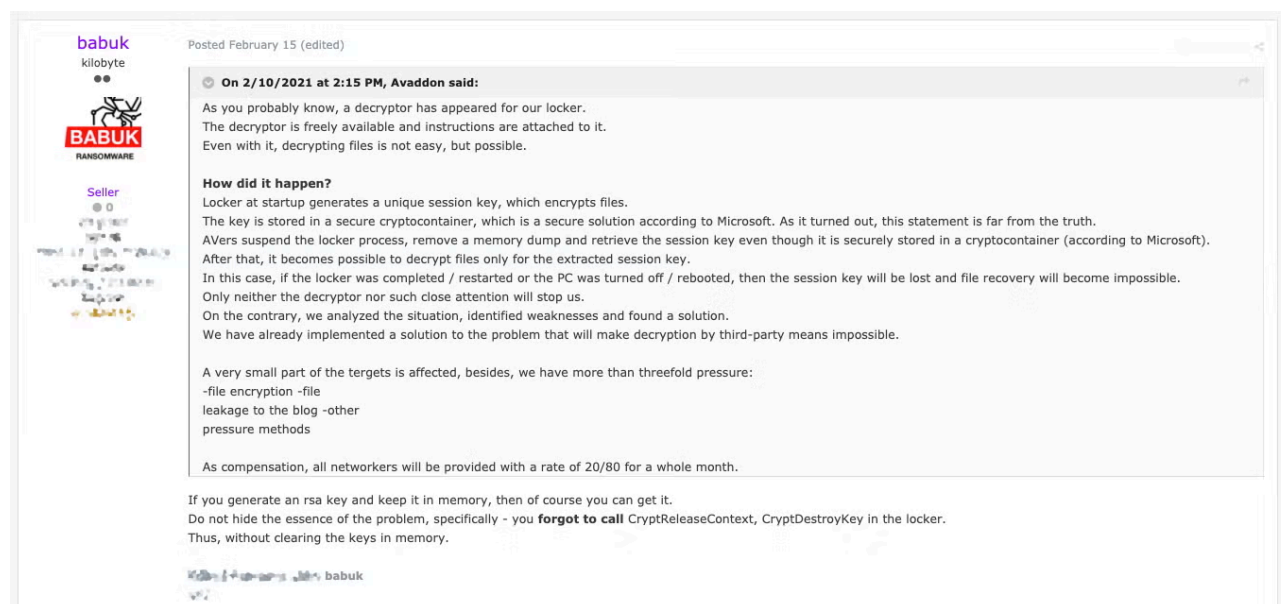 babuk
kilobyte
BABUK
RANSOMWARE
Seller
0
Posted February 15 (edited)
On 2/10/2021 at 2:15 PM, Avaddon said:
As you probably know, a decryptor has appeared for our locker.
The decryptor is freely available and instructions are attached to it.
Even with it, decrypting files is not easy, but possible.
How did it happen?
Locker at startup generates a unique session key, which encrypts files.
The key is stored in a secure cryptocontainer, which is a secure solution according to Microsoft. As it turned out, this statement is far from the truth.
AVers suspend the locker process, remove a memory dump and retrieve the session key even though it is securely stored in a cryptocontainer (according to Microsoft).
After that, it becomes possible to decrypt files only for the extracted session key.
In this case, if the locker was completed / restarted or the PC was turned off / rebooted, then the session key will be lost and file recovery will become impossible.
Only neither the decryptor nor such close attention will stop us.
On the contrary, we analyzed the situation, identified weaknesses and found a solution.
We have already implemented a solution to the problem that will make decryption by third-party means impossible.
A very small part of the tergets is affected, besides, we have more than threefold pressure:
-file encryption -file
leakage to the blog -other
pressure methods
As compensation, all networkers will be provided with a rate of 20/80 for a whole month.
If you generate an rsa key and keep it in memory, then of course you can get it.
Do not hide the essence of the problem, specifically - you forgot to call CryptReleaseContext, CryptDestroyKey in the locker.
Thus, without clearing the keys in memory.
babuk